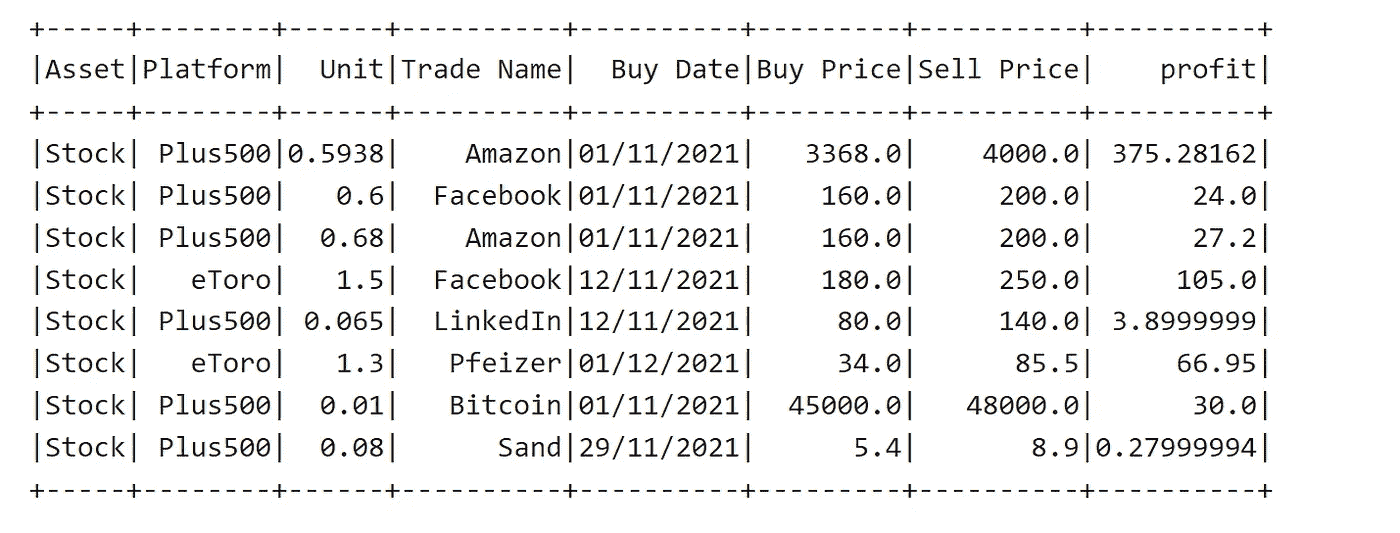 +-----+--------+------+----------+----------+---------+----------+----------+
|Asset|Platform|  Unit|Trade Name|  Buy Date|Buy Price|Sell Price|    profit|
+-----+--------+------+----------+----------+---------+----------+----------+
|Stock| Plus500|0.5938|    Amazon|01/11/2021|   3368.0|    4000.0| 375.28162|
|Stock| Plus500|   0.6|  Facebook|01/11/2021|    160.0|     200.0|      24.0|
|Stock| Plus500|  0.68|    Amazon|01/11/2021|    160.0|     200.0|      27.2|
|Stock|   eToro|   1.5|  Facebook|12/11/2021|    180.0|     250.0|     105.0|
|Stock| Plus500| 0.065|  LinkedIn|12/11/2021|     80.0|     140.0| 3.8999999|
|Stock|   eToro|   1.3|   Pfeizer|01/12/2021|     34.0|      85.5|     66.95|
|Stock| Plus500|  0.01|   Bitcoin|01/11/2021|  45000.0|   48000.0|      30.0|
|Stock| Plus500|  0.08|      Sand|29/11/2021|      5.4|       8.9|0.27999994|
+-----+--------+------+----------+----------+---------+----------+----------+